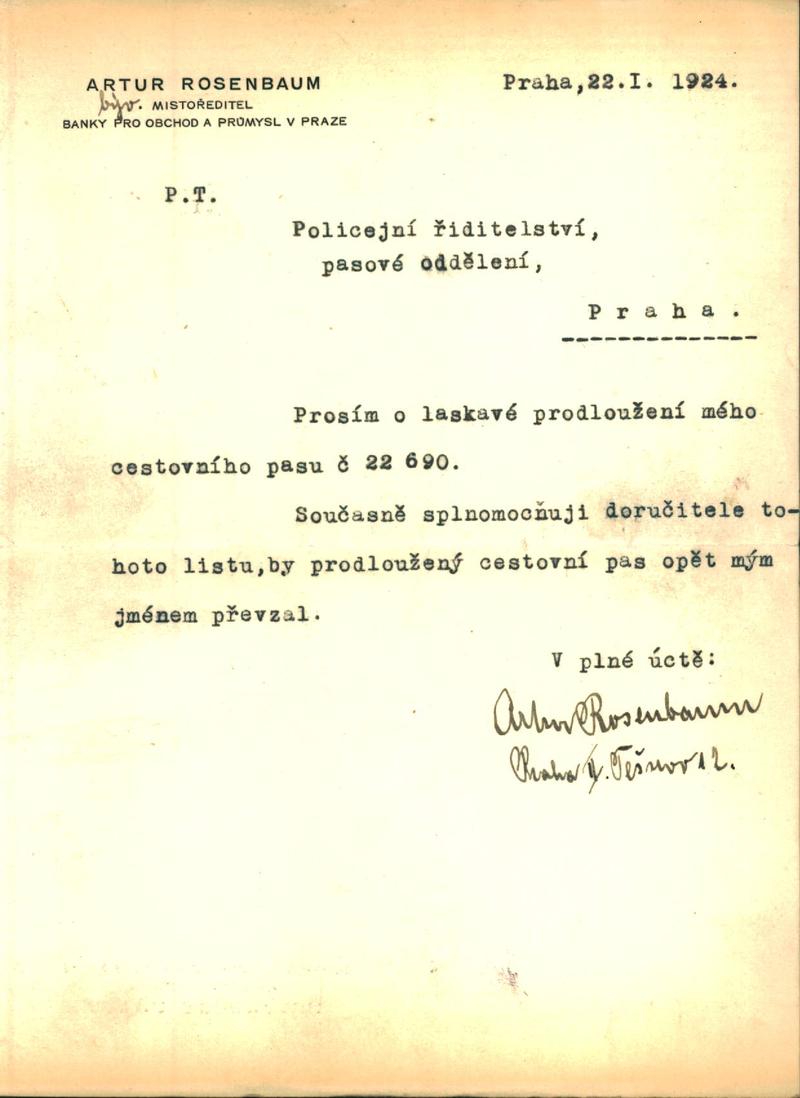 ARTUR ROSENBAUM
býv. MISTOŘEDITEL
BANKY PRO OBCHOD A PRŮMYSL V PRAZE
Praha,22.I. 1924.
P.T.
Policejní řiditelství,
pasové oddělení,
P r a h a .
Prosím o laskavé prodloužení mého
cestovního pasu č 22 690.
Současně splnomocňuji doručitele to-
hoto listu,by prodloužený cestovní pas opět mým
jménem převzal.
V plné úctě:
Artur Rosenbaum
Praha Těšnov 12.